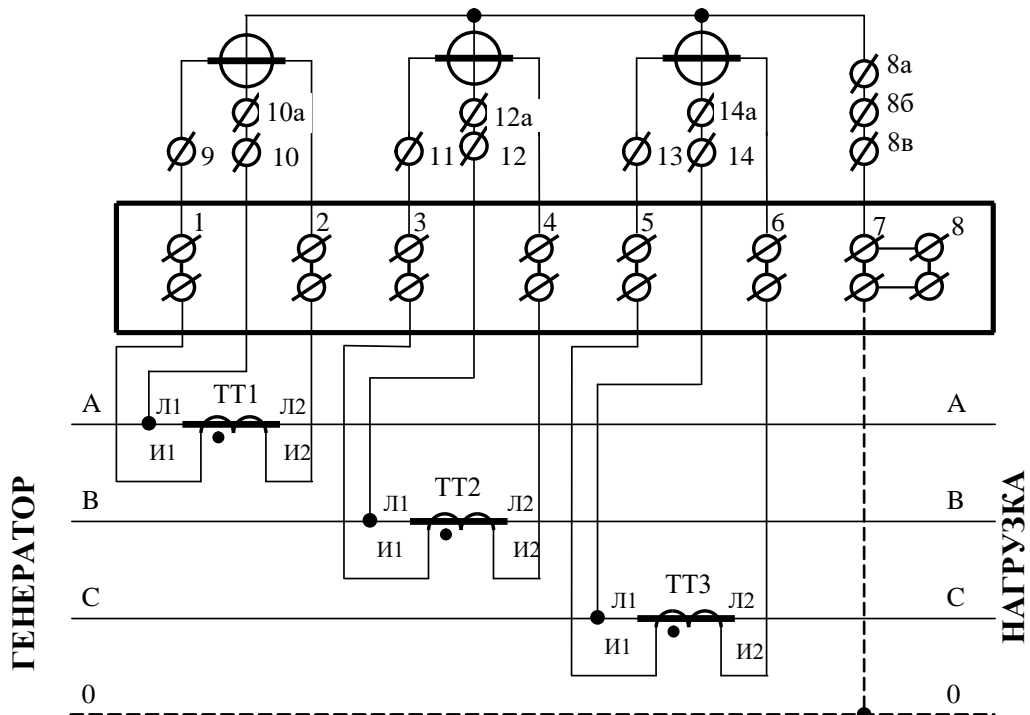 10а
12а
14а
8а
8б
8в
9
10
11
12
13
14
1
2
3
4
5
6
7
8
ТТ1
А
Л1
Л2
А
И1
И2
ТТ2
В
Л1
Л2
В
И1
И2
ТТ3
С
Л1
Л2
С
И1
И2
0
0
ГЕНЕРАТОР
НАГРУЗКА